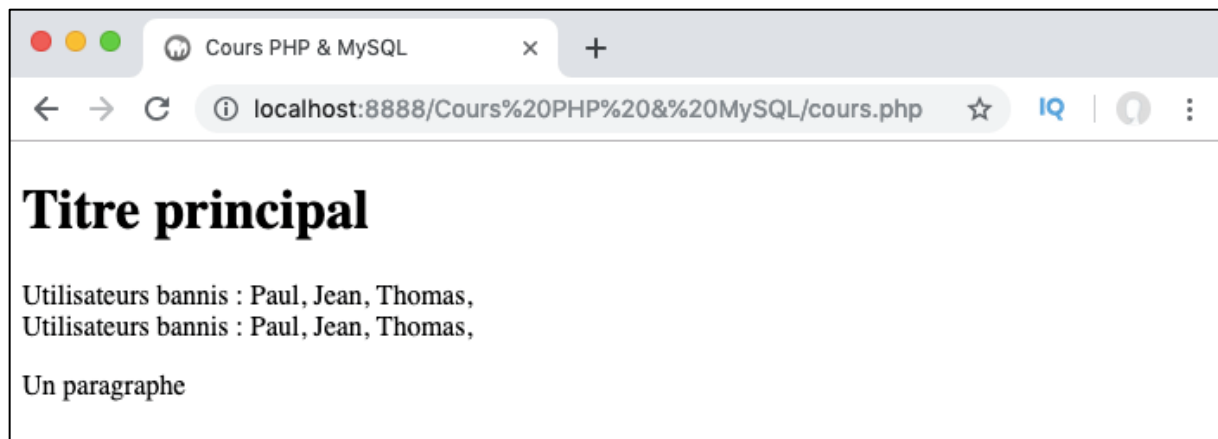 Cours PHP & MySQL
localhost:8888/Cours%20PHP%20&%20MySQL/cours.php
IQ
Titre principal
Utilisateurs bannis : Paul, Jean, Thomas,
Utilisateurs bannis : Paul, Jean, Thomas,
Un paragraphe